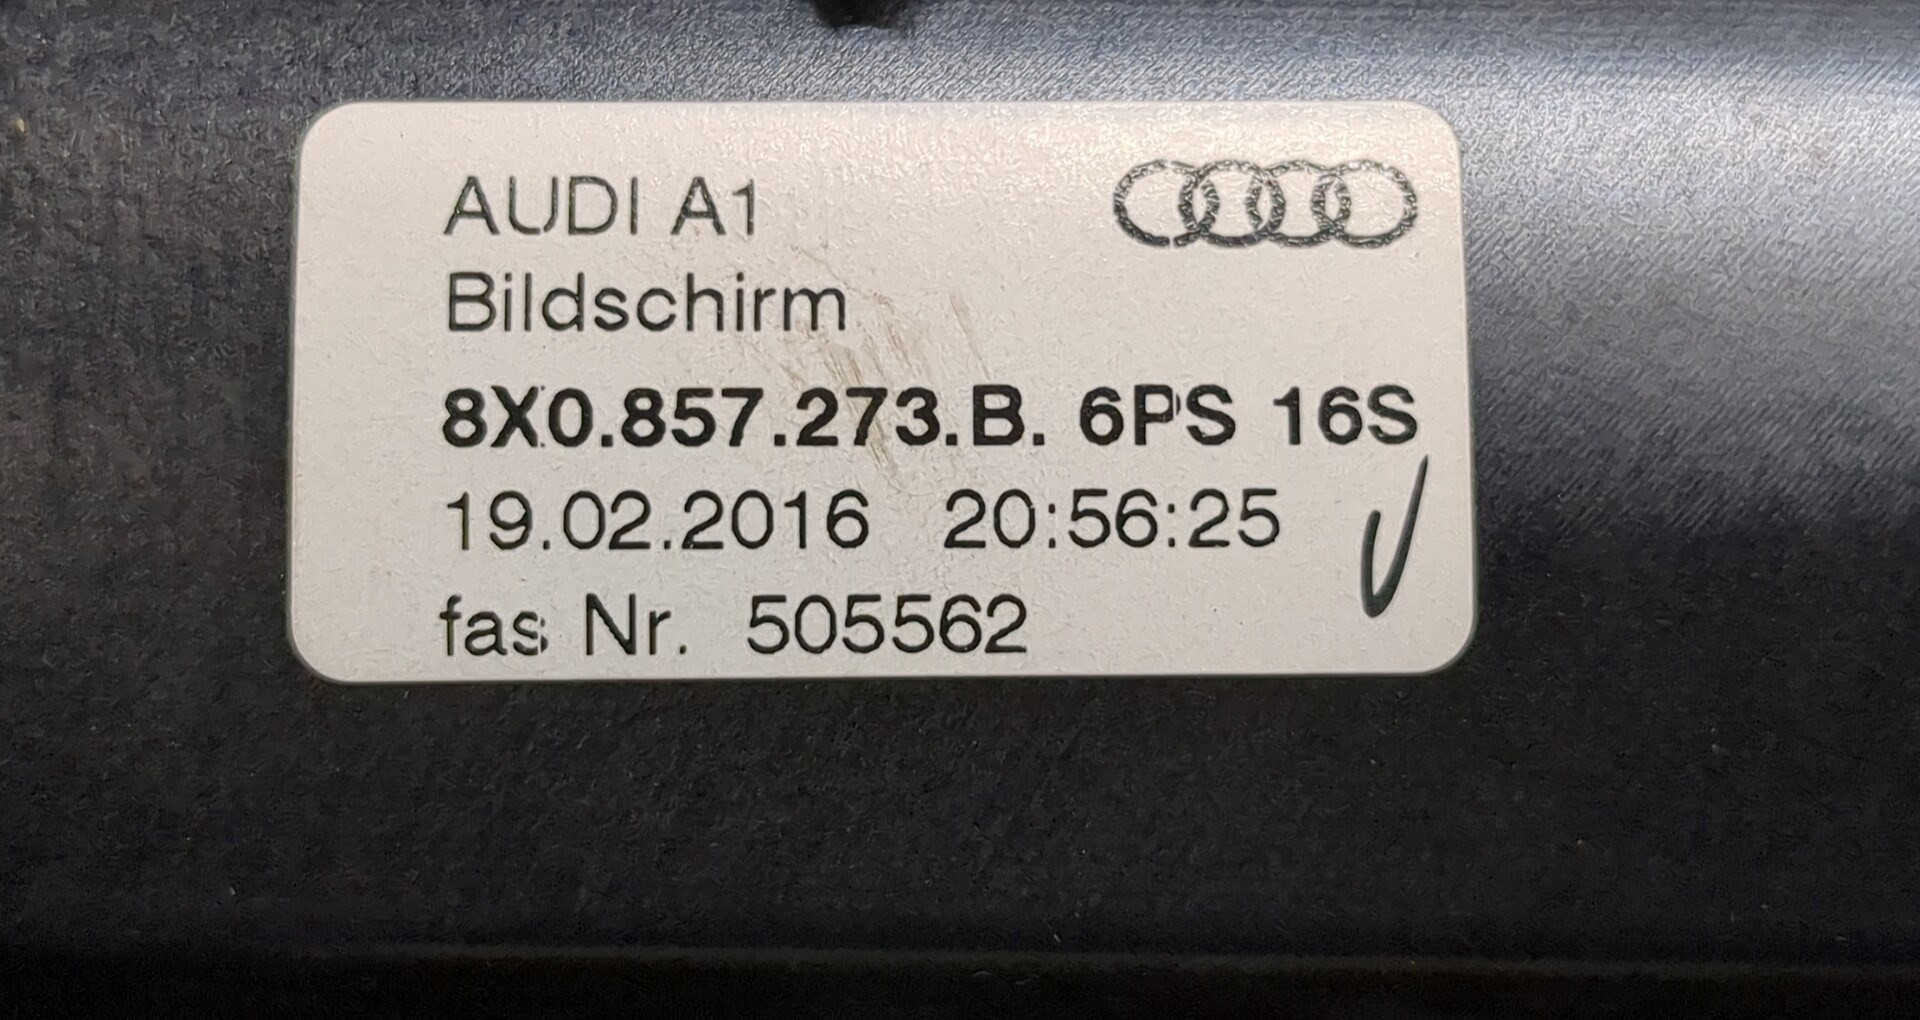 AUDI A1
Bildschirm
8X0.857.273.B. 6PS 16S
19.02.2016 20:56:25
fas Nr. 505562